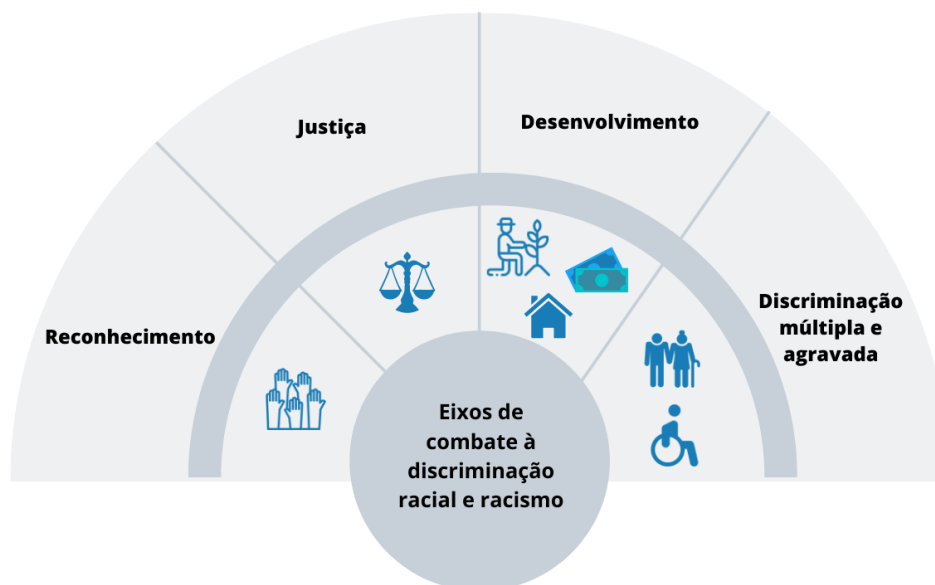 Justiça
Desenvolvimento
Reconhecimento
Discriminação
múltipla e
agravada
Eixos de
combate à
discriminação
racial e racismo